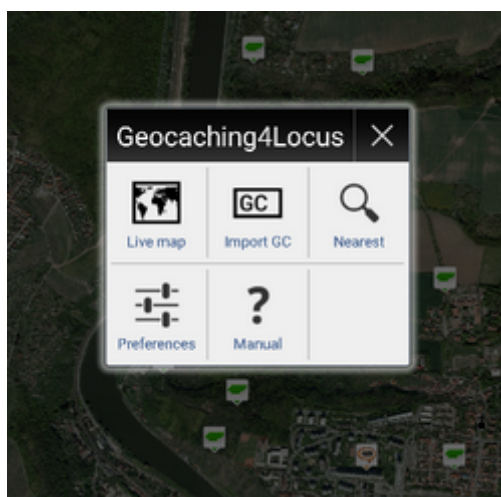 Geocaching4Locus
GC
Live map
Import GC
Nearest
?
Preferences
Manual